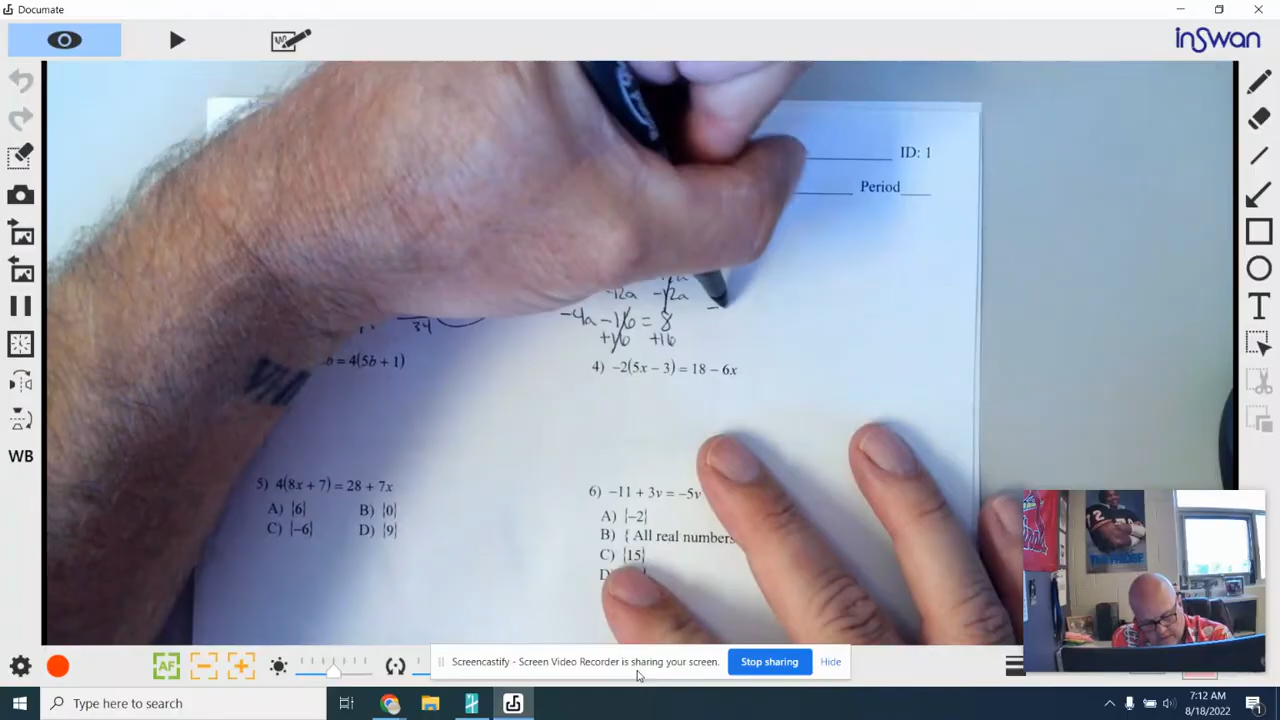 Documate
inSwan
ID: 1
Period
-12a -12a
-4a - 16 = 8
+16 +16
34
= 4(5b + 1)
4) -2(5x - 3) = 18 - 6x
5) 4(8x + 7) = 28 + 7x
A) {6} B) {0}
C) {-6} D) {9}
6) -11 + 3v = -5v
A) {-2}
B) { All real numbers
C) {15}
T
WB
AF
Screencastify - Screen Video Recorder is sharing your screen.
Stop sharing
Hide
Type here to search
7:12 AM
8/18/2022